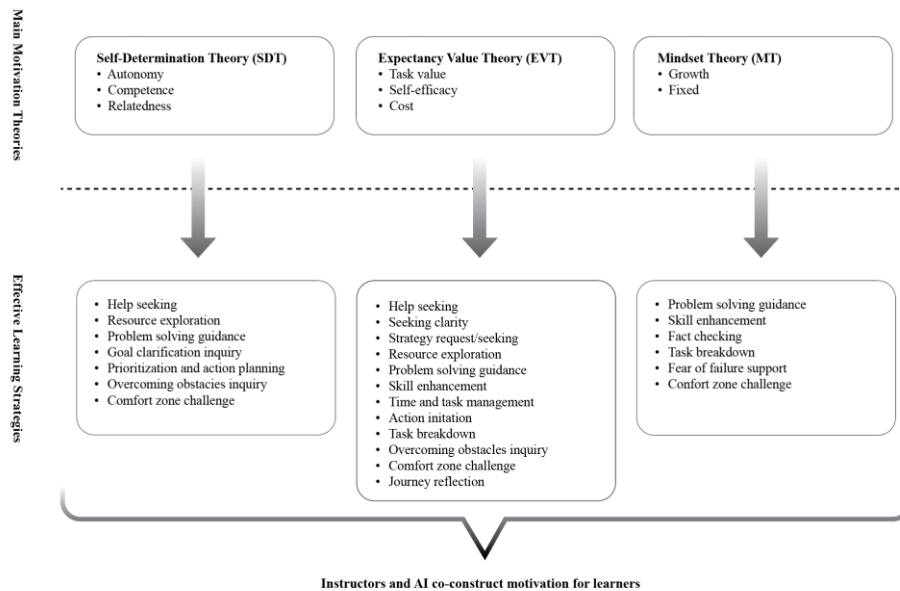 Main Motivation Theories
Self-Determination Theory (SDT)
• Autonomy
• Competence
• Relatedness
Expectancy Value Theory (EVT)
• Task value
• Self-efficacy
• Cost
Mindset Theory (MT)
• Growth
• Fixed
Effective Learning Strategies
• Help seeking
• Resource exploration
• Problem solving guidance
• Goal clarification inquiry
• Prioritization and action planning
• Overcoming obstacles inquiry
• Comfort zone challenge
• Help seeking
• Seeking clarity
• Strategy request/seeking
• Resource exploration
• Problem solving guidance
• Skill enhancement
• Time and task management
• Action initation
• Task breakdown
• Overcoming obstacles inquiry
• Comfort zone challenge
• Journey reflection
• Problem solving guidance
• Skill enhancement
• Fact checking
• Task breakdown
• Fear of failure support
• Confort zone challenge
Instructors and AI co-construct motivation for learners